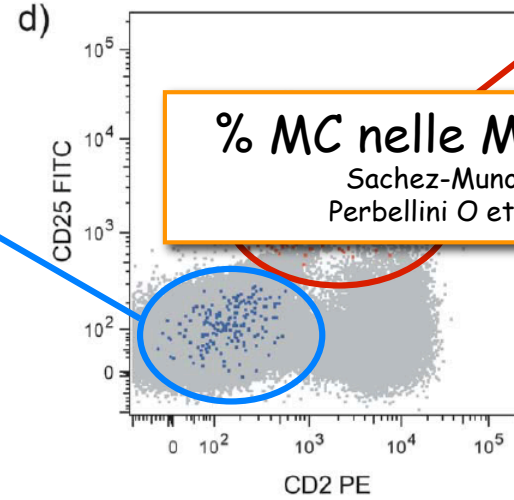 d)
10⁵
10⁴
10³
10²
0
CD25 FITC
% MC nelle M
Sachez-Muno
Perbellini O et
0 10² 10³ 10⁴ 10⁵
CD2 PE